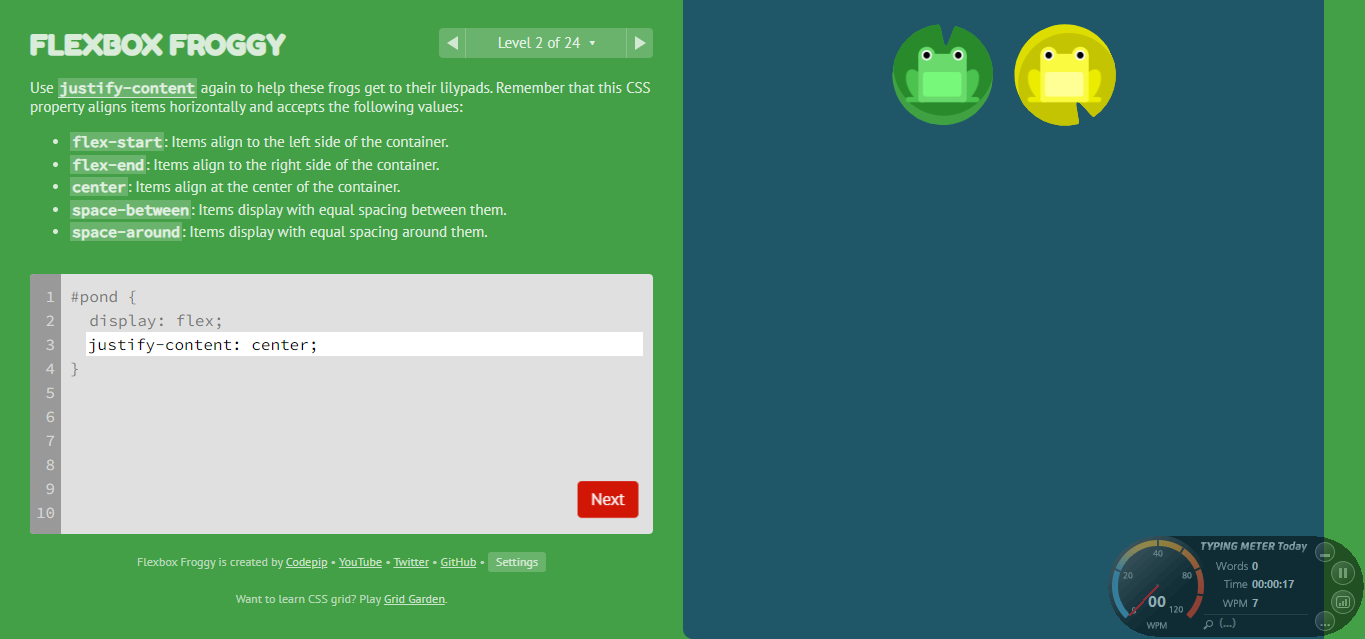 FLEXBOX FROGGY
Level 2 of 24
Use justify-content again to help these frogs get to their lilypads. Remember that this CSS
property aligns items horizontally and accepts the following values:
• flex-start: Items align to the left side of the container.
• flex-end: Items align to the right side of the container.
• center: Items align at the center of the container.
• space-between: Items display with equal spacing between them.
• space-around: Items display with equal spacing around them.
1 #pond {
2 display: flex;
3 justify-content: center;
4 }
5
6
7
8
9
10
Next
Flexbox Froggy is created by Codepip • YouTube • Twitter • GitHub • Settings
Want to learn CSS grid? Play Grid Garden.
TYPING METER Today
Words 0
Time 00:00:17
WPM 7
(...)
0 20 40 80 120
00
WPM